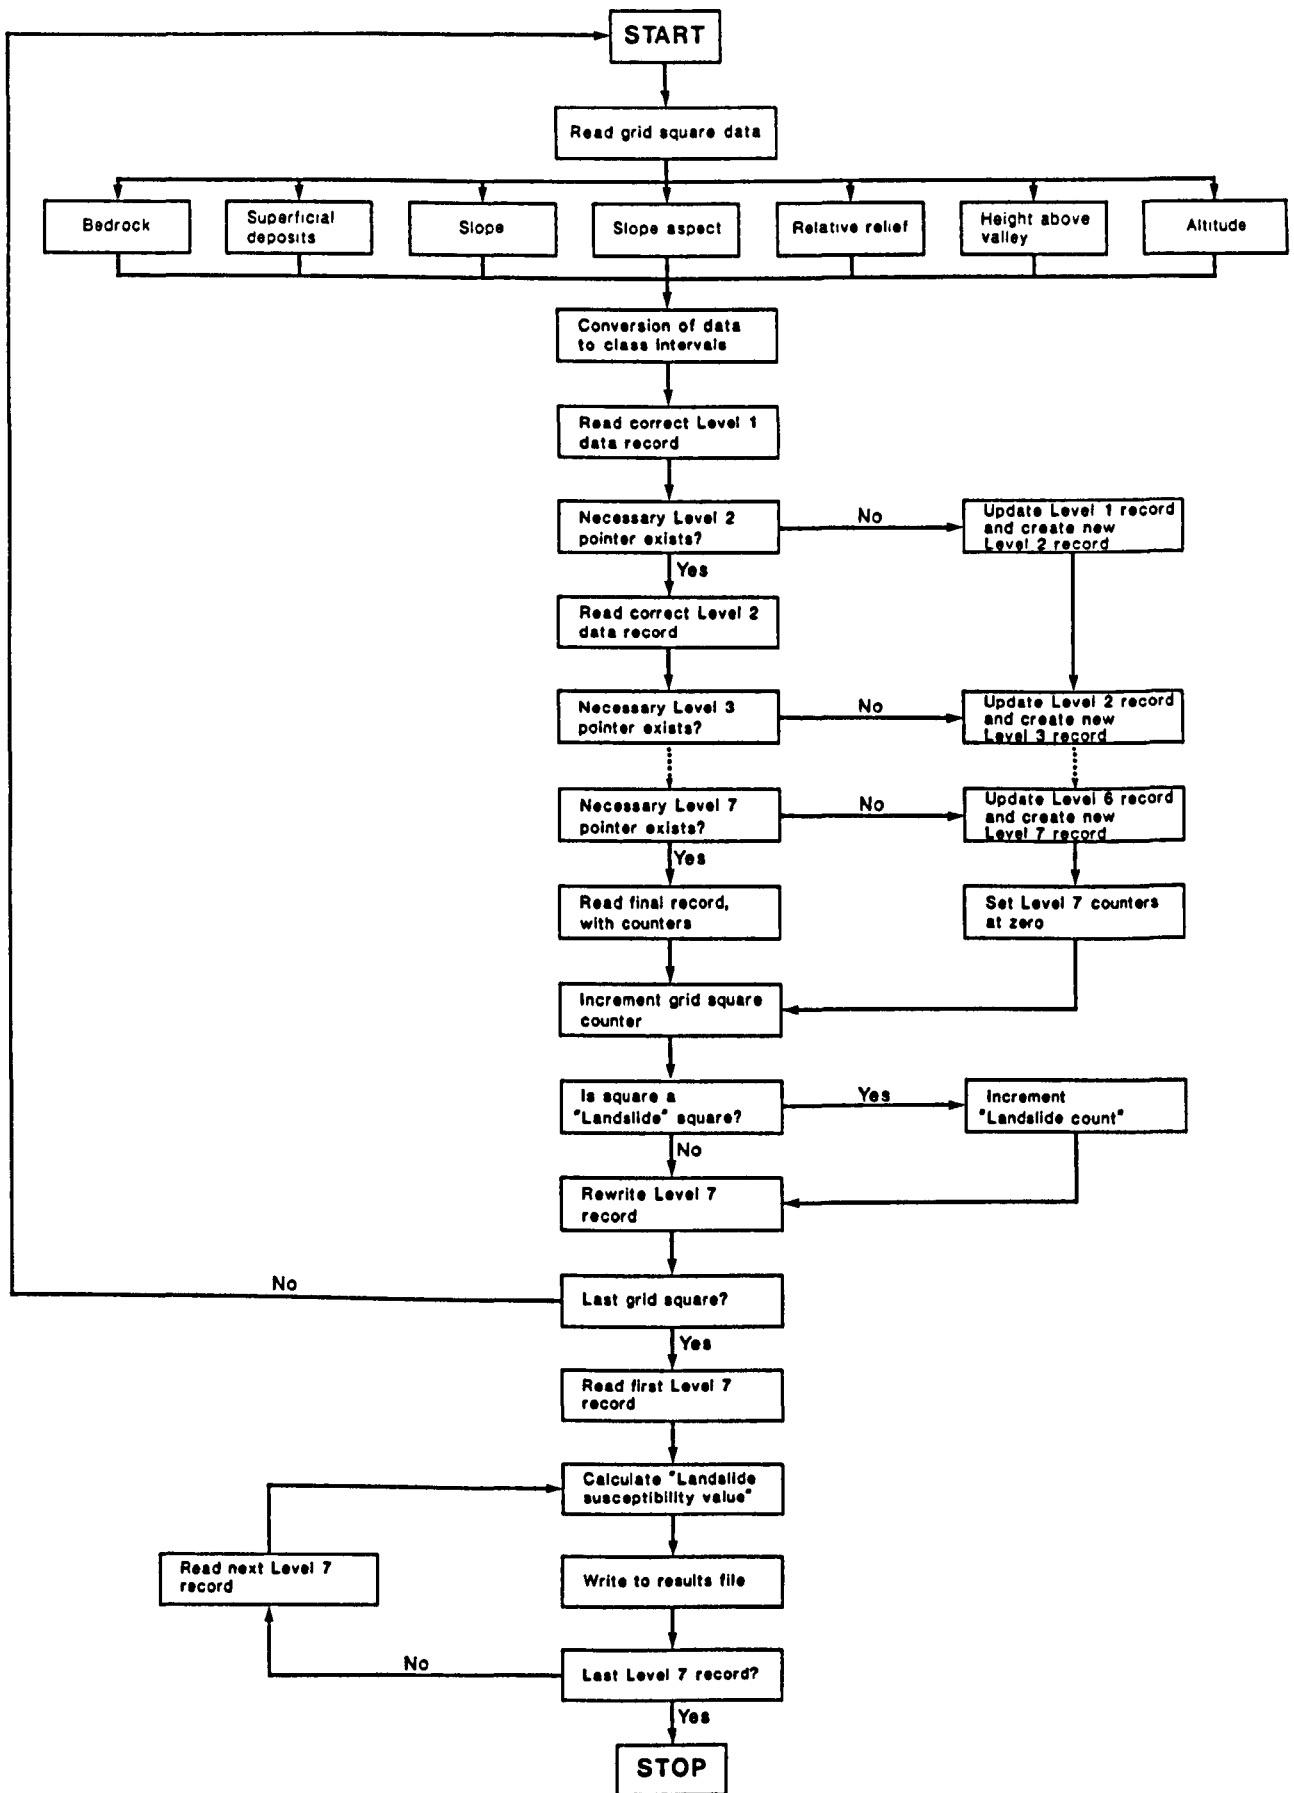 START
Read grid square data
Bedrock
Superficial
deposits
Slope
Slope aspect
Relative relief
Height above
valley
Altitude
Conversion of data
to class intervals
Read correct Level 1
data record
Necessary Level 2
pointer exists?
No
Update Level 1 record
and create new
Level 2 record
Yes
Read correct Level 2
data record
Necessary Level 3
pointer exists?
No
Update Level 2 record
and create new
Level 3 record
Necessary Level 7
pointer exists?
No
Update Level 6 record
and create new
Level 7 record
Yes
Read final record,
with counters
Set Level 7 counters
at zero
Increment grid square
counter
Is square a
"Landslide" square?
Yes
Increment
"Landslide count"
No
Rewrite Level 7
record
No
Last grid square?
Yes
Read first Level 7
record
Calculate "Landslide
susceptibility value"
Read next Level 7
record
Write to results file
No
Last Level 7 record?
Yes
STOP